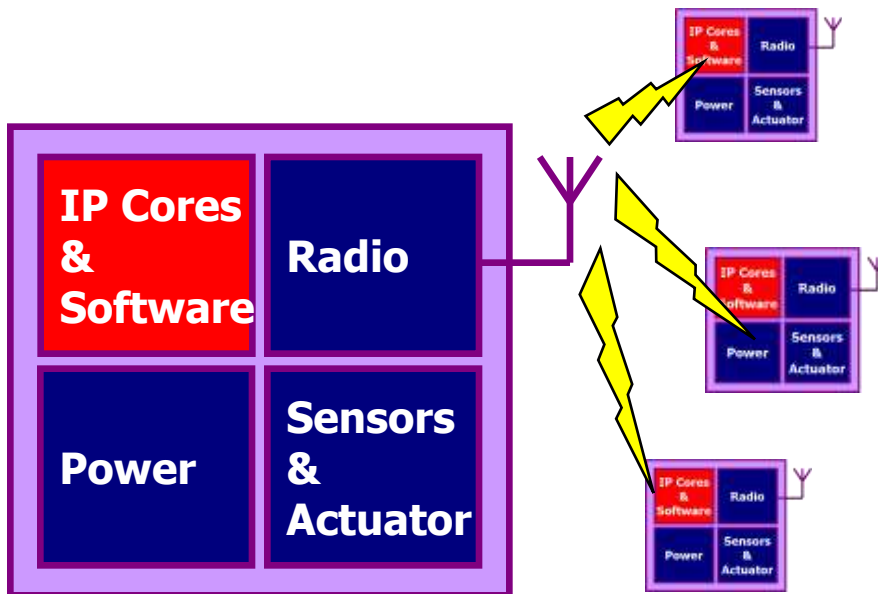 IP Cores
&
Software
Radio
Power
Sensors
&
Actuator
IP Cores
&
Software
Radio
Power
Sensors
&
Actuator
IP Cores
&
Software
Radio
Power
Sensors
&
Actuator
IP Cores
&
Software
Radio
Power
Sensors
&
Actuator